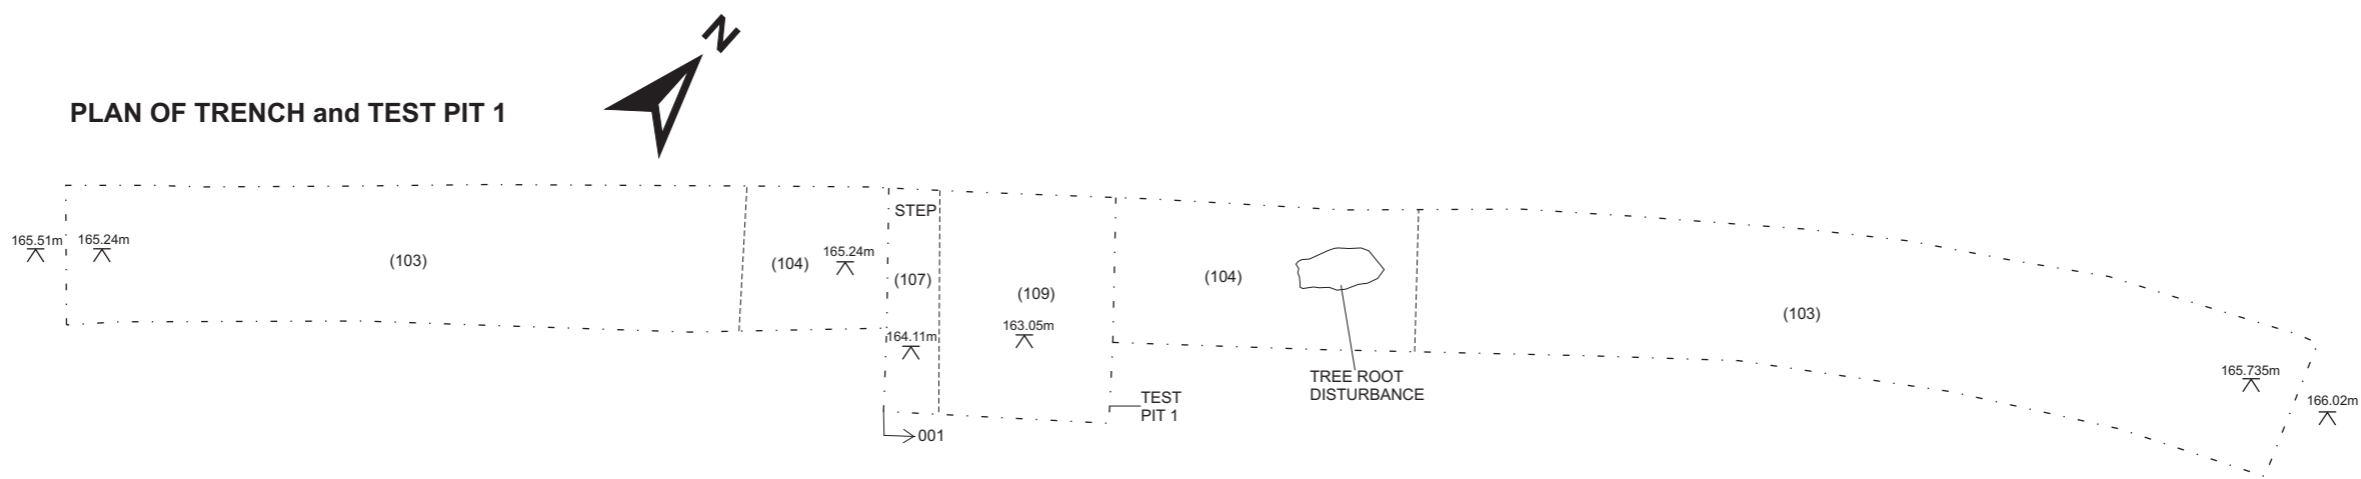 N
PLAN OF TRENCH and TEST PIT 1
165.51m
165.24m
(103)
(104)
165.24m
STEP
(107)
164.11m
001
(109)
163.05m
TEST
PIT 1
(104)
TREE ROOT
DISTURBANCE
(103)
165.735m
166.02m